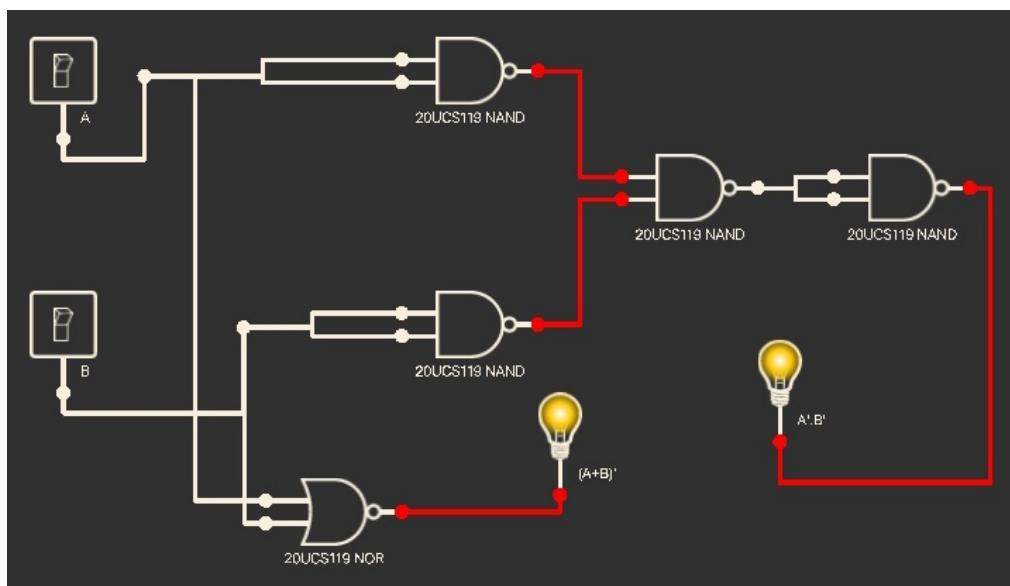 A
20UCS119 NAND
20UCS119 NAND
20UCS119 NAND
B
20UCS119 NAND
A'.B'
(A+B)'
20UCS119 NOR